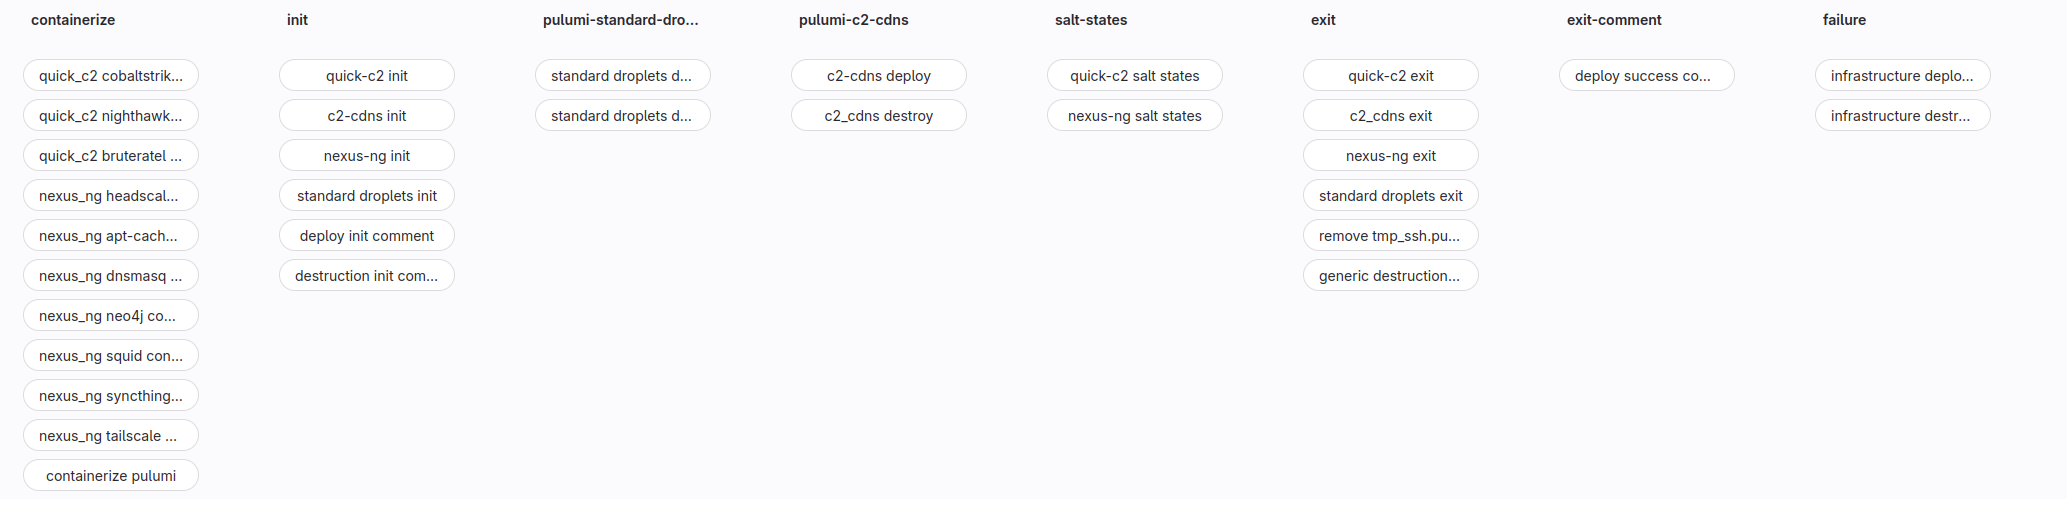 containerize
quick_c2 cobaltstrik...
quick_c2 nighthawk...
quick_c2 bruteratel ...
nexus_ng headscal...
nexus_ng apt-cach...
nexus_ng dnsmasq ...
nexus_ng neo4j co...
nexus_ng squid con...
nexus_ng syncthing...
nexus_ng tailscale ...
containerize pulumi
init
quick-c2 init
c2-cdns init
nexus-ng init
standard droplets init
deploy init comment
destruction init com...
pulumi-standard-dro...
standard droplets d...
standard droplets d...
pulumi-c2-cdns
c2-cdns deploy
c2_cdns destroy
salt-states
quick-c2 salt states
nexus-ng salt states
exit
quick-c2 exit
c2_cdns exit
nexus-ng exit
standard droplets exit
remove tmp_ssh.pu...
generic destruction...
exit-comment
deploy success co...
failure
infrastructure deplo...
infrastructure destr...